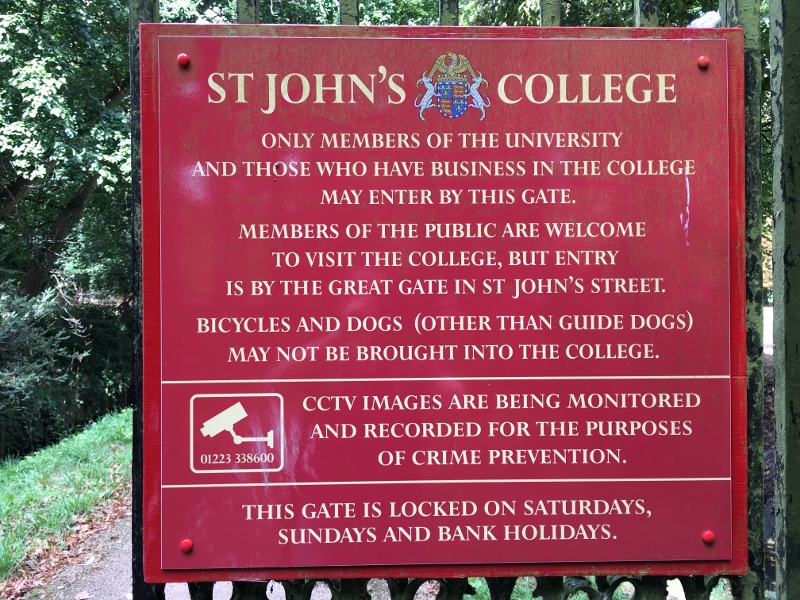 ST JOHN'S COLLEGE
ONLY MEMBERS OF THE UNIVERSITY
AND THOSE WHO HAVE BUSINESS IN THE COLLEGE
MAY ENTER BY THIS GATE.
MEMBERS OF THE PUBLIC ARE WELCOME
TO VISIT THE COLLEGE, BUT ENTRY
IS BY THE GREAT GATE IN ST JOHN'S STREET.
BICYCLES AND DOGS (OTHER THAN GUIDE DOGS)
MAY NOT BE BROUGHT INTO THE COLLEGE.
CCTV IMAGES ARE BEING MONITORED
AND RECORDED FOR THE PURPOSES
OF CRIME PREVENTION.
01223 338600
THIS GATE IS LOCKED ON SATURDAYS,
SUNDAYS AND BANK HOLIDAYS.